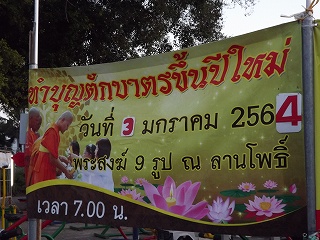 ทำบุญตักบาตรขึ้นปีใหม่
วันที่ 3 มกราคม 2564
พระสงฆ์ 9 รูป ณ ลานโพธิ์
เวลา 7.00 น.